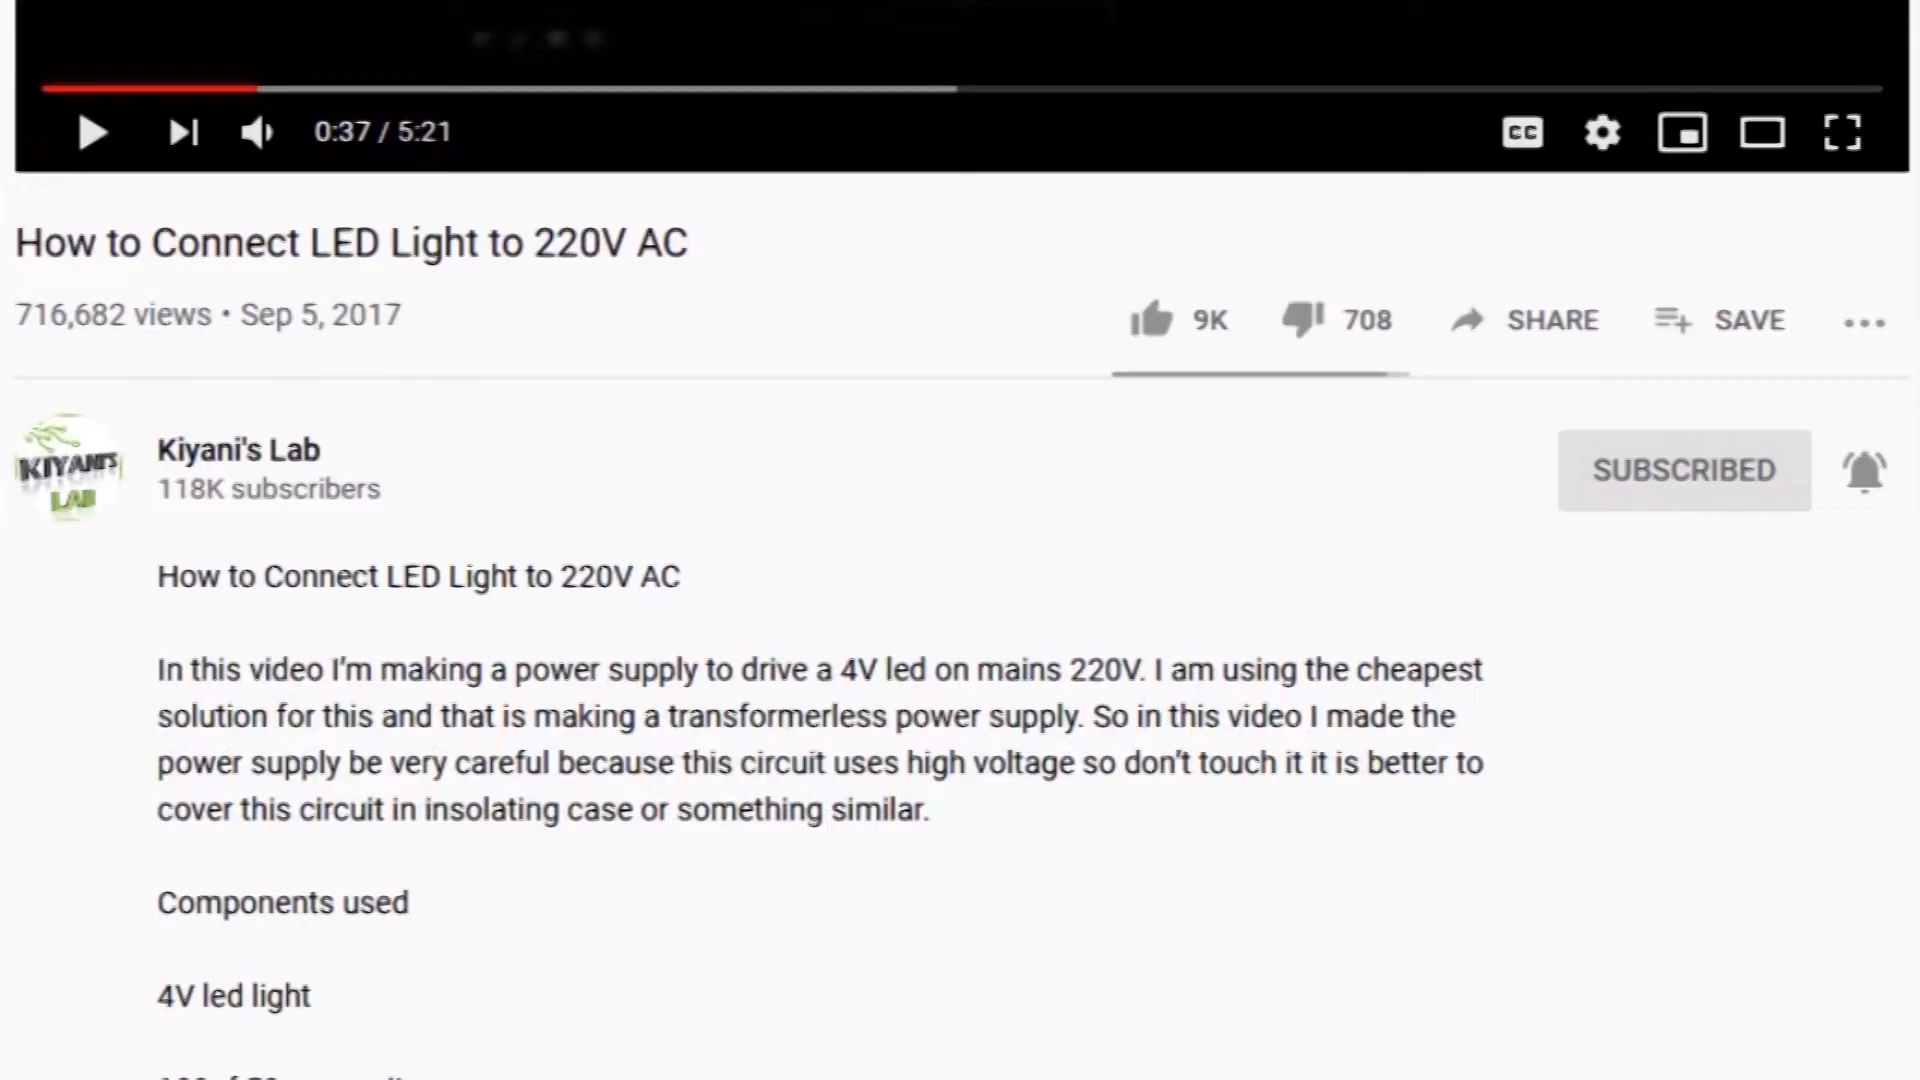 0:37 / 5:21
CC
How to Connect LED Light to 220V AC
716,682 views • Sep 5, 2017
9K 708 SHARE SAVE
KIYANI'S
LAB
Kiyani's Lab
118K subscribers
SUBSCRIBED
How to Connect LED Light to 220V AC
In this video I'm making a power supply to drive a 4V led on mains 220V. I am using the cheapest
solution for this and that is making a transformerless power supply. So in this video I made the
power supply be very careful because this circuit uses high voltage so don't touch it it is better to
cover this circuit in insolating case or something similar.
Components used
4V led light